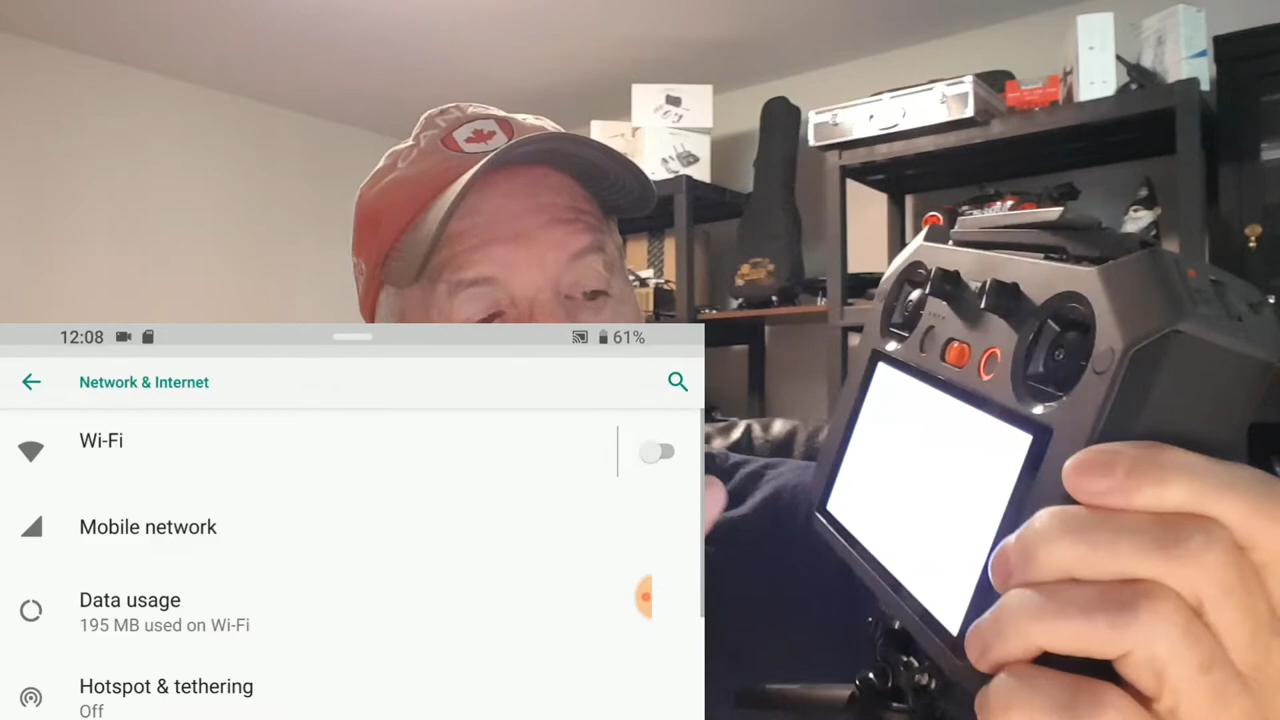 12:08
61%
Network & Internet
Wi-Fi
Mobile network
Data usage
195 MB used on Wi-Fi
Hotspot & tethering
Off